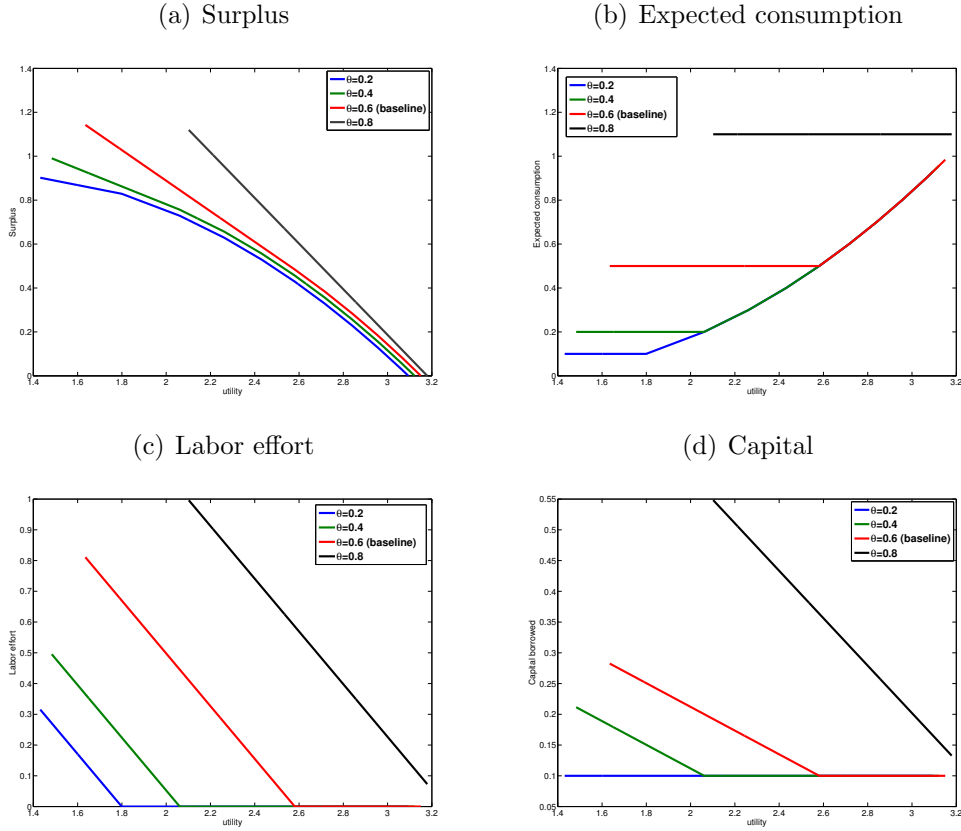 (a) Surplus
1.4
1.2
1
0.8
0.6
0.4
0.2
0
Surplus
θ=0.2
θ=0.4
θ=0.6 (baseline)
θ=0.8
1.4 1.6 1.8 2 2.2 2.4 2.6 2.8 3 3.2
utility
(b) Expected consumption
1.4
1.2
1
0.8
0.6
0.4
0.2
0
Expected consumption
θ=0.2
θ=0.4
θ=0.6 (baseline)
θ=0.8
1.4 1.6 1.8 2 2.2 2.4 2.6 2.8 3 3.2
utility
(c) Labor effort
1
0.9
0.8
0.7
0.6
0.5
0.4
0.3
0.2
0.1
0
Labor effort
θ=0.2
θ=0.4
θ=0.6 (baseline)
θ=0.8
1.4 1.6 1.8 2 2.2 2.4 2.6 2.8 3 3.2
utility
(d) Capital
0.55
0.5
0.45
0.4
0.35
0.3
0.25
0.2
0.15
0.1
0.05
Capital borrowed
θ=0.2
θ=0.4
θ=0.6 (baseline)
θ=0.8
1.4 1.6 1.8 2 2.2 2.4 2.6 2.8 3 3.2
utility